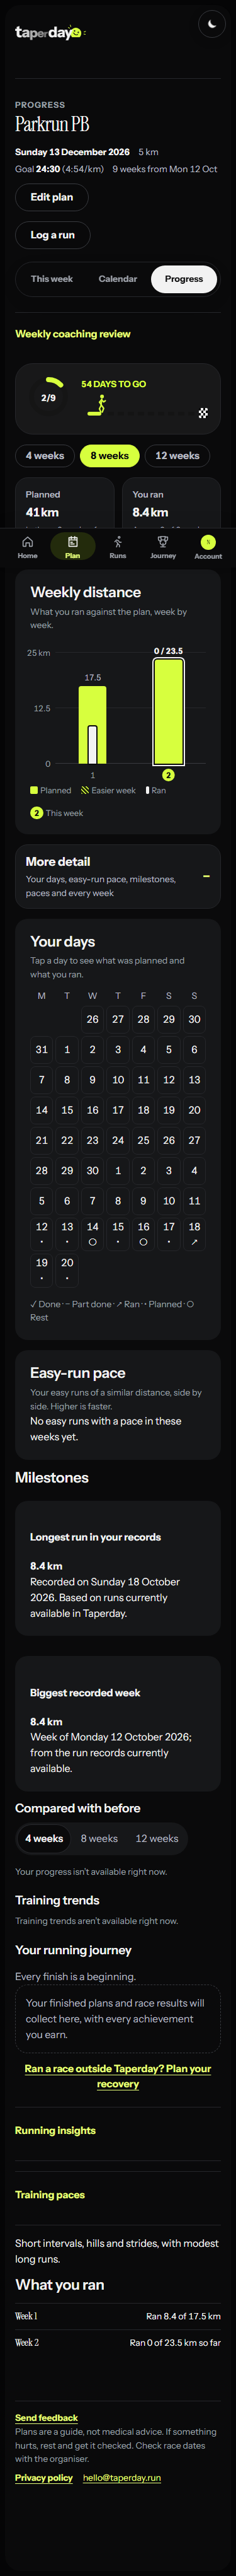 taperday
PROGRESS
Parkrun PB
Sunday 13 December 2026 5 km
Goal 24:30 (4:54/km) 9 weeks from Mon 12 Oct
Edit plan
Log a run
This week Calendar Progress
Weekly coaching review
2/9
54 DAYS TO GO
4 weeks 8 weeks 12 weeks
Planned You ran
41 km 8.4 km
Home Plan Runs Journey Account
N
Weekly distance
What you ran against the plan, week by
week.
25 km
12.5
0
17.5
0 / 23.5
1 2
Planned Easier week Ran
2 This week
More detail
Your days, easy-run pace, milestones,
paces and every week
Your days
Tap a day to see what was planned and
what you ran.
M T W T F S S
26 27 28 29 30
31 1 2 3 4 5 6
7 8 9 10 11 12 13
14 15 16 17 18 19 20
21 22 23 24 25 26 27
28 29 30 1 2 3 4
5 6 7 8 9 10 11
12 • 13 • 14 ○ 15 • 16 ○ 17 • 18 ↗
19 • 20 •
✓ Done · – Part done · ↗ Ran · • Planned · ○
Rest
Easy-run pace
Your easy runs of a similar distance, side by
side. Higher is faster.
No easy runs with a pace in these
weeks yet.
Milestones
Longest run in your records
8.4 km
Recorded on Sunday 18 October
2026. Based on runs currently
available in Taperday.
Biggest recorded week
8.4 km
Week of Monday 12 October 2026;
from the run records currently
available.
Compared with before
4 weeks 8 weeks 12 weeks
Your progress isn't available right now.
Training trends
Training trends aren't available right now.
Your running journey
Every finish is a beginning.
Your finished plans and race results will
collect here, with every achievement
you earn.
Ran a race outside Taperday? Plan your
recovery
Running insights
Training paces
Short intervals, hills and strides, with modest
long runs.
What you ran
Week 1 Ran 8.4 of 17.5 km
Week 2 Ran 0 of 23.5 km so far
Send feedback
Plans are a guide, not medical advice. If something
hurts, rest and get it checked. Check race dates
with the organiser.
Privacy policy hello@taperday.run